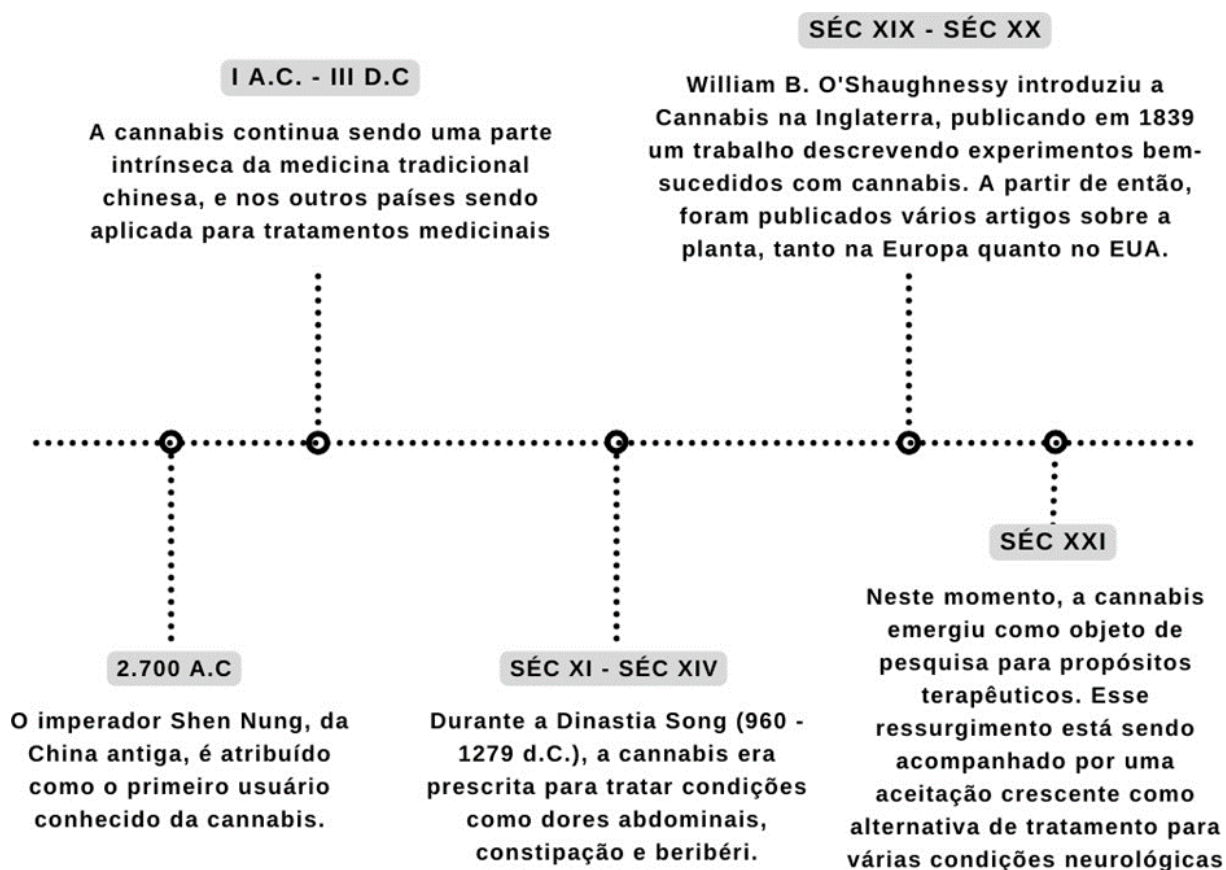 I A.C. - III D.C
A cannabis continua sendo uma parte
intrínseca da medicina tradicional
chinesa, e nos outros países sendo
aplicada para tratamentos medicinais
SÉC XIX - SÉC XX
William B. O'Shaughnessy introduziu a
Cannabis na Inglaterra, publicando em 1839
um trabalho descrevendo experimentos bem-
sucedidos com cannabis. A partir de então,
foram publicados vários artigos sobre a
planta, tanto na Europa quanto no EUA.
2.700 A.C
O imperador Shen Nung, da
China antiga, é atribuído
como o primeiro usuário
conhecido da cannabis.
SÉC XI - SÉC XIV
Durante a Dinastia Song (960 -
1279 d.C.), a cannabis era
prescrita para tratar condições
como dores abdominais,
constipação e beribéri.
SÉC XXI
Neste momento, a cannabis
emergiu como objeto de
pesquisa para propósitos
terapêuticos. Esse
ressurgimento está sendo
acompanhado por uma
aceitação crescente como
alternativa de tratamento para
várias condições neurológicas